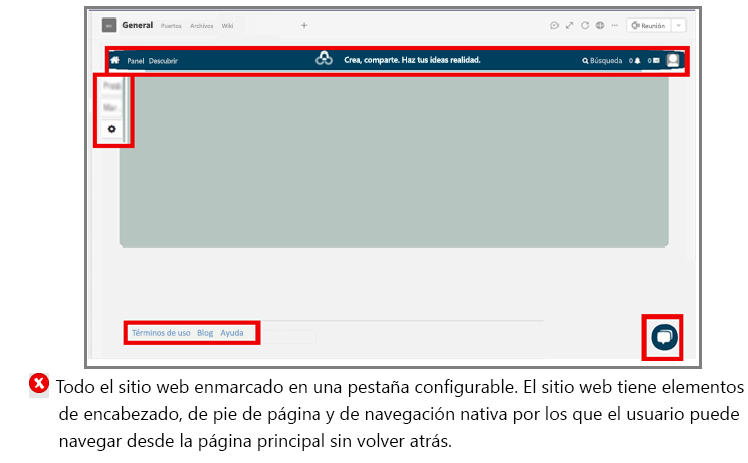 General Puertos Archivos Wiki + Reunión
Panel Descubrir Crea, comparte. Haz tus ideas realidad. Búsqueda 0 0
Términos de uso Blog Ayuda
Todo el sitio web enmarcado en una pestaña configurable. El sitio web tiene elementos
de encabezado, de pie de página y de navegación nativa por los que el usuario puede
navegar desde la página principal sin volver atrás.